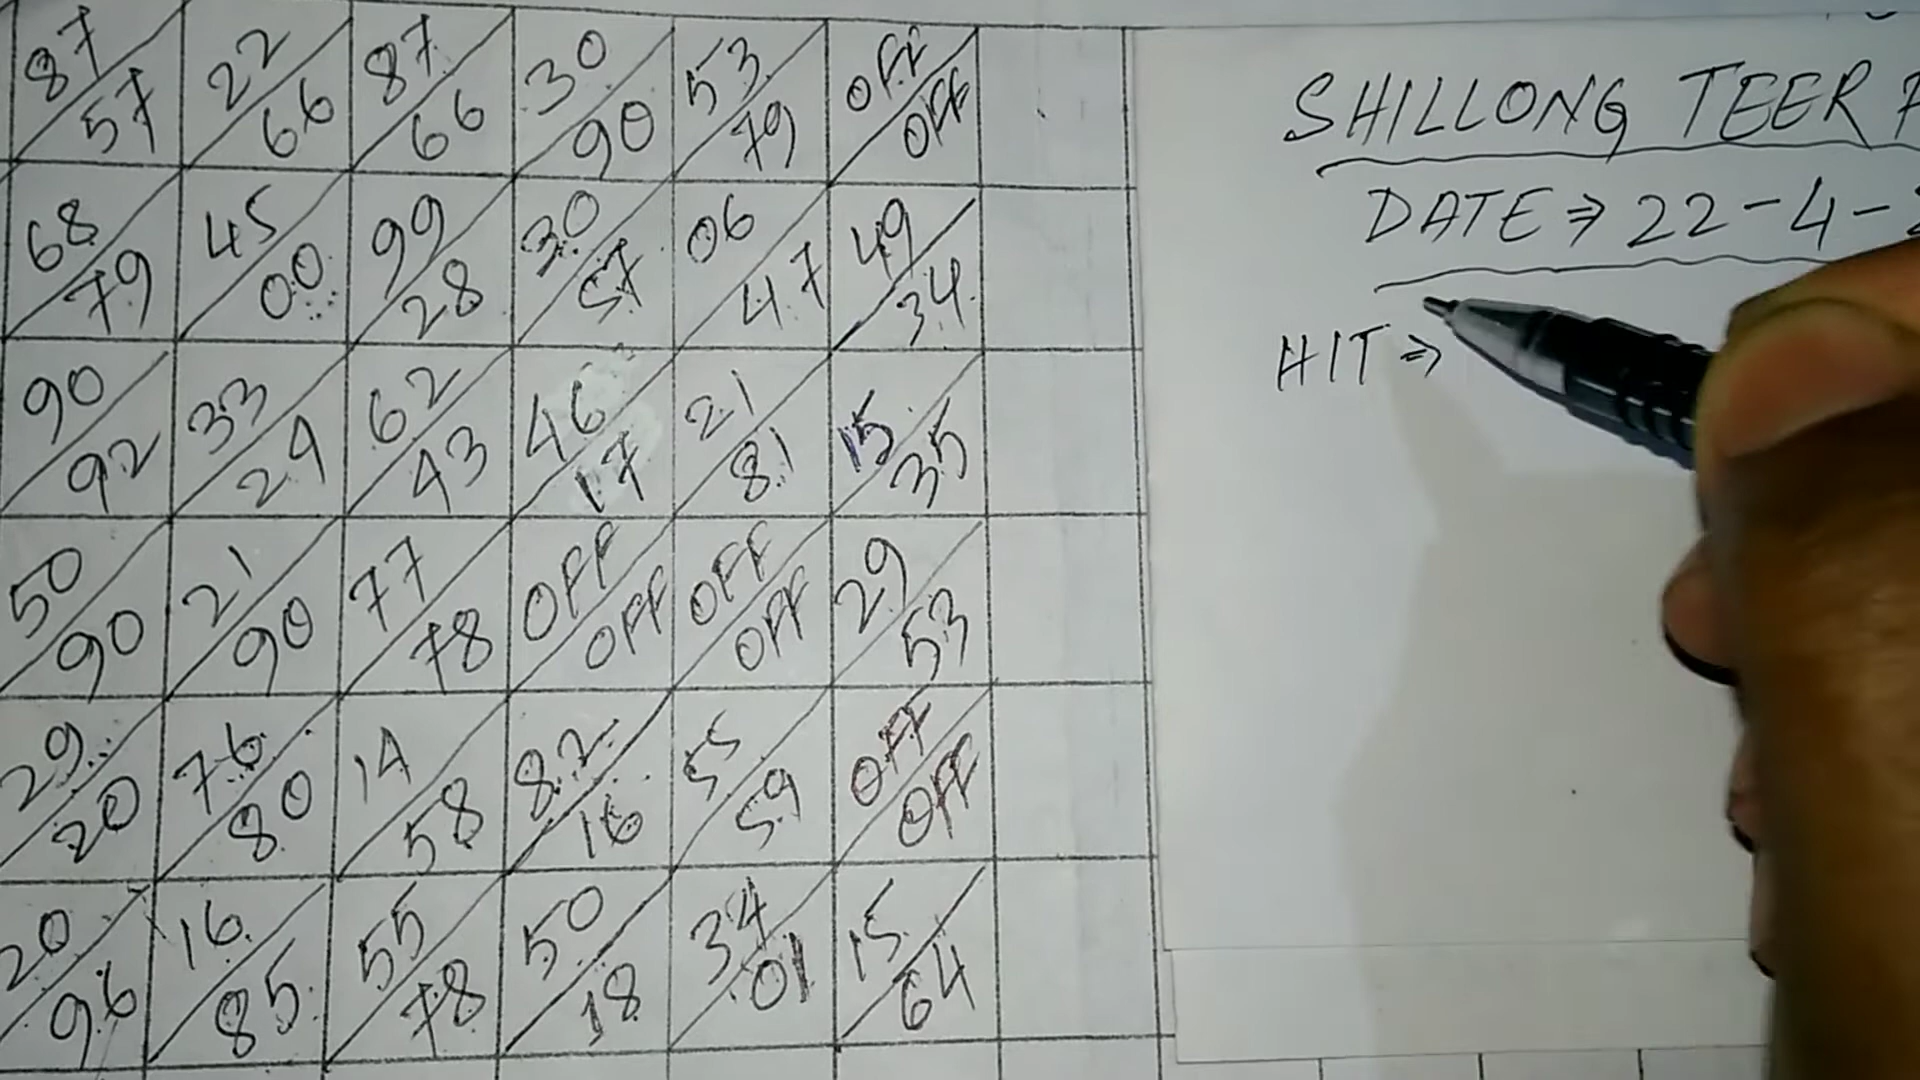 87/57 22/66 87/66 30/90 53/79 OFF/OFF
68/79 45/00 99/28 30/57 06/47 49/34
90/92 33/29 62/43 46/17 21/81 15/35
50/90 21/90 77/78 OFF/OFF OFF/OFF 29/53
29/20 76/80 14/58 82/16 55/59 OFF/OFF
20/96 16/85 55/78 50/18 34/01 15/64
SHILLONG TEER
DATE ⇒ 22-4-
HIT ⇒